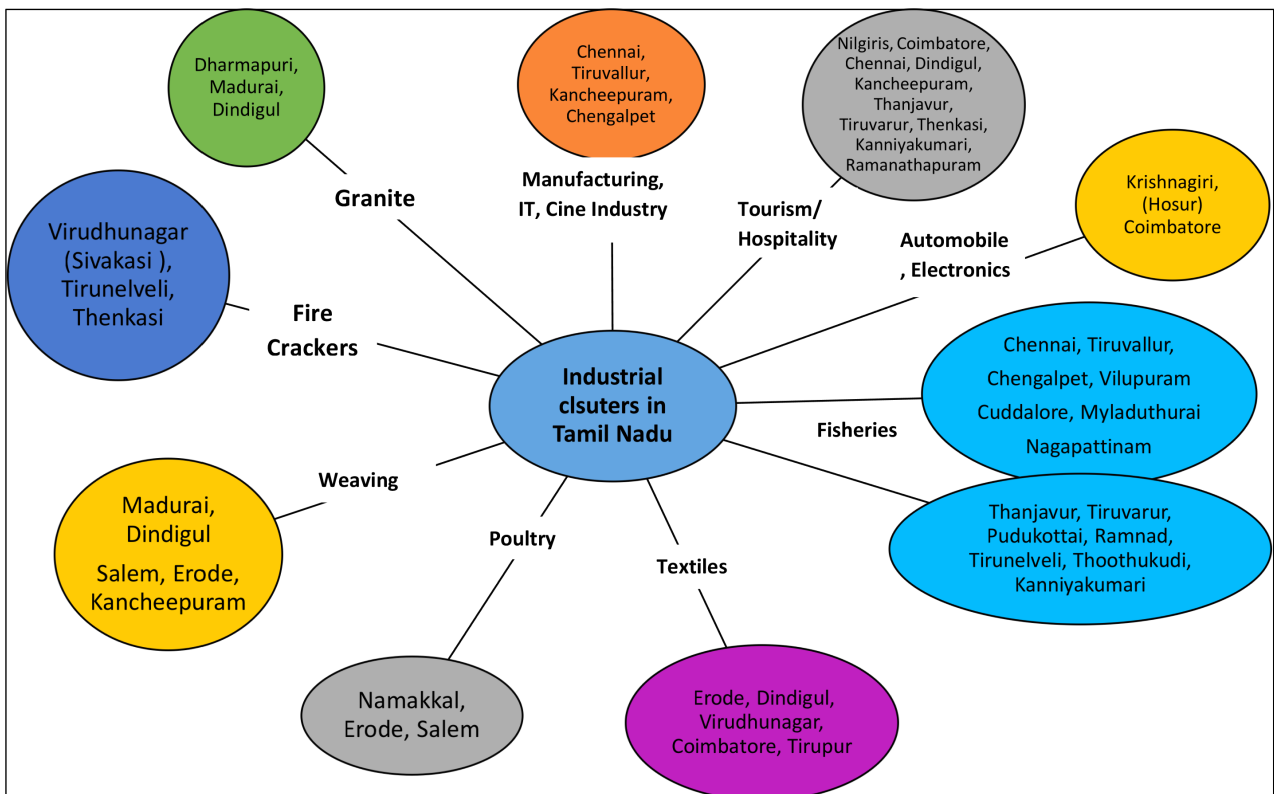 Dharmapuri,
Madurai,
Dindigul
Chennai,
Tiruvallur,
Kancheepuram,
Chengalpet
Nilgiris, Coimbatore,
Chennai, Dindigul,
Kancheepuram,
Thanjavur,
Tiruvarur, Thenkasi,
Kanniyakumari,
Ramanathapuram
Krishnagiri,
(Hosur)
Coimbatore
Granite
Manufacturing,
IT, Cine Industry
Tourism/
Hospitality
Automobile
, Electronics
Virudhunagar
(Sivakasi ),
Tirunelveli,
Thenkasi
Fire
Crackers
Industrial
clsuters in
Tamil Nadu
Chennai, Tiruvallur,
Chengalpet, Vilupuram
Cuddalore, Myladuthurai
Nagapattinam
Fisheries
Thanjavur, Tiruvarur,
Pudukottai, Ramnad,
Tirunelveli, Thoothukudi,
Kanniyakumari
Weaving
Madurai,
Dindigul
Salem, Erode,
Kancheepuram
Poultry
Textiles
Namakkal,
Erode, Salem
Erode, Dindigul,
Virudhunagar,
Coimbatore, Tirupur